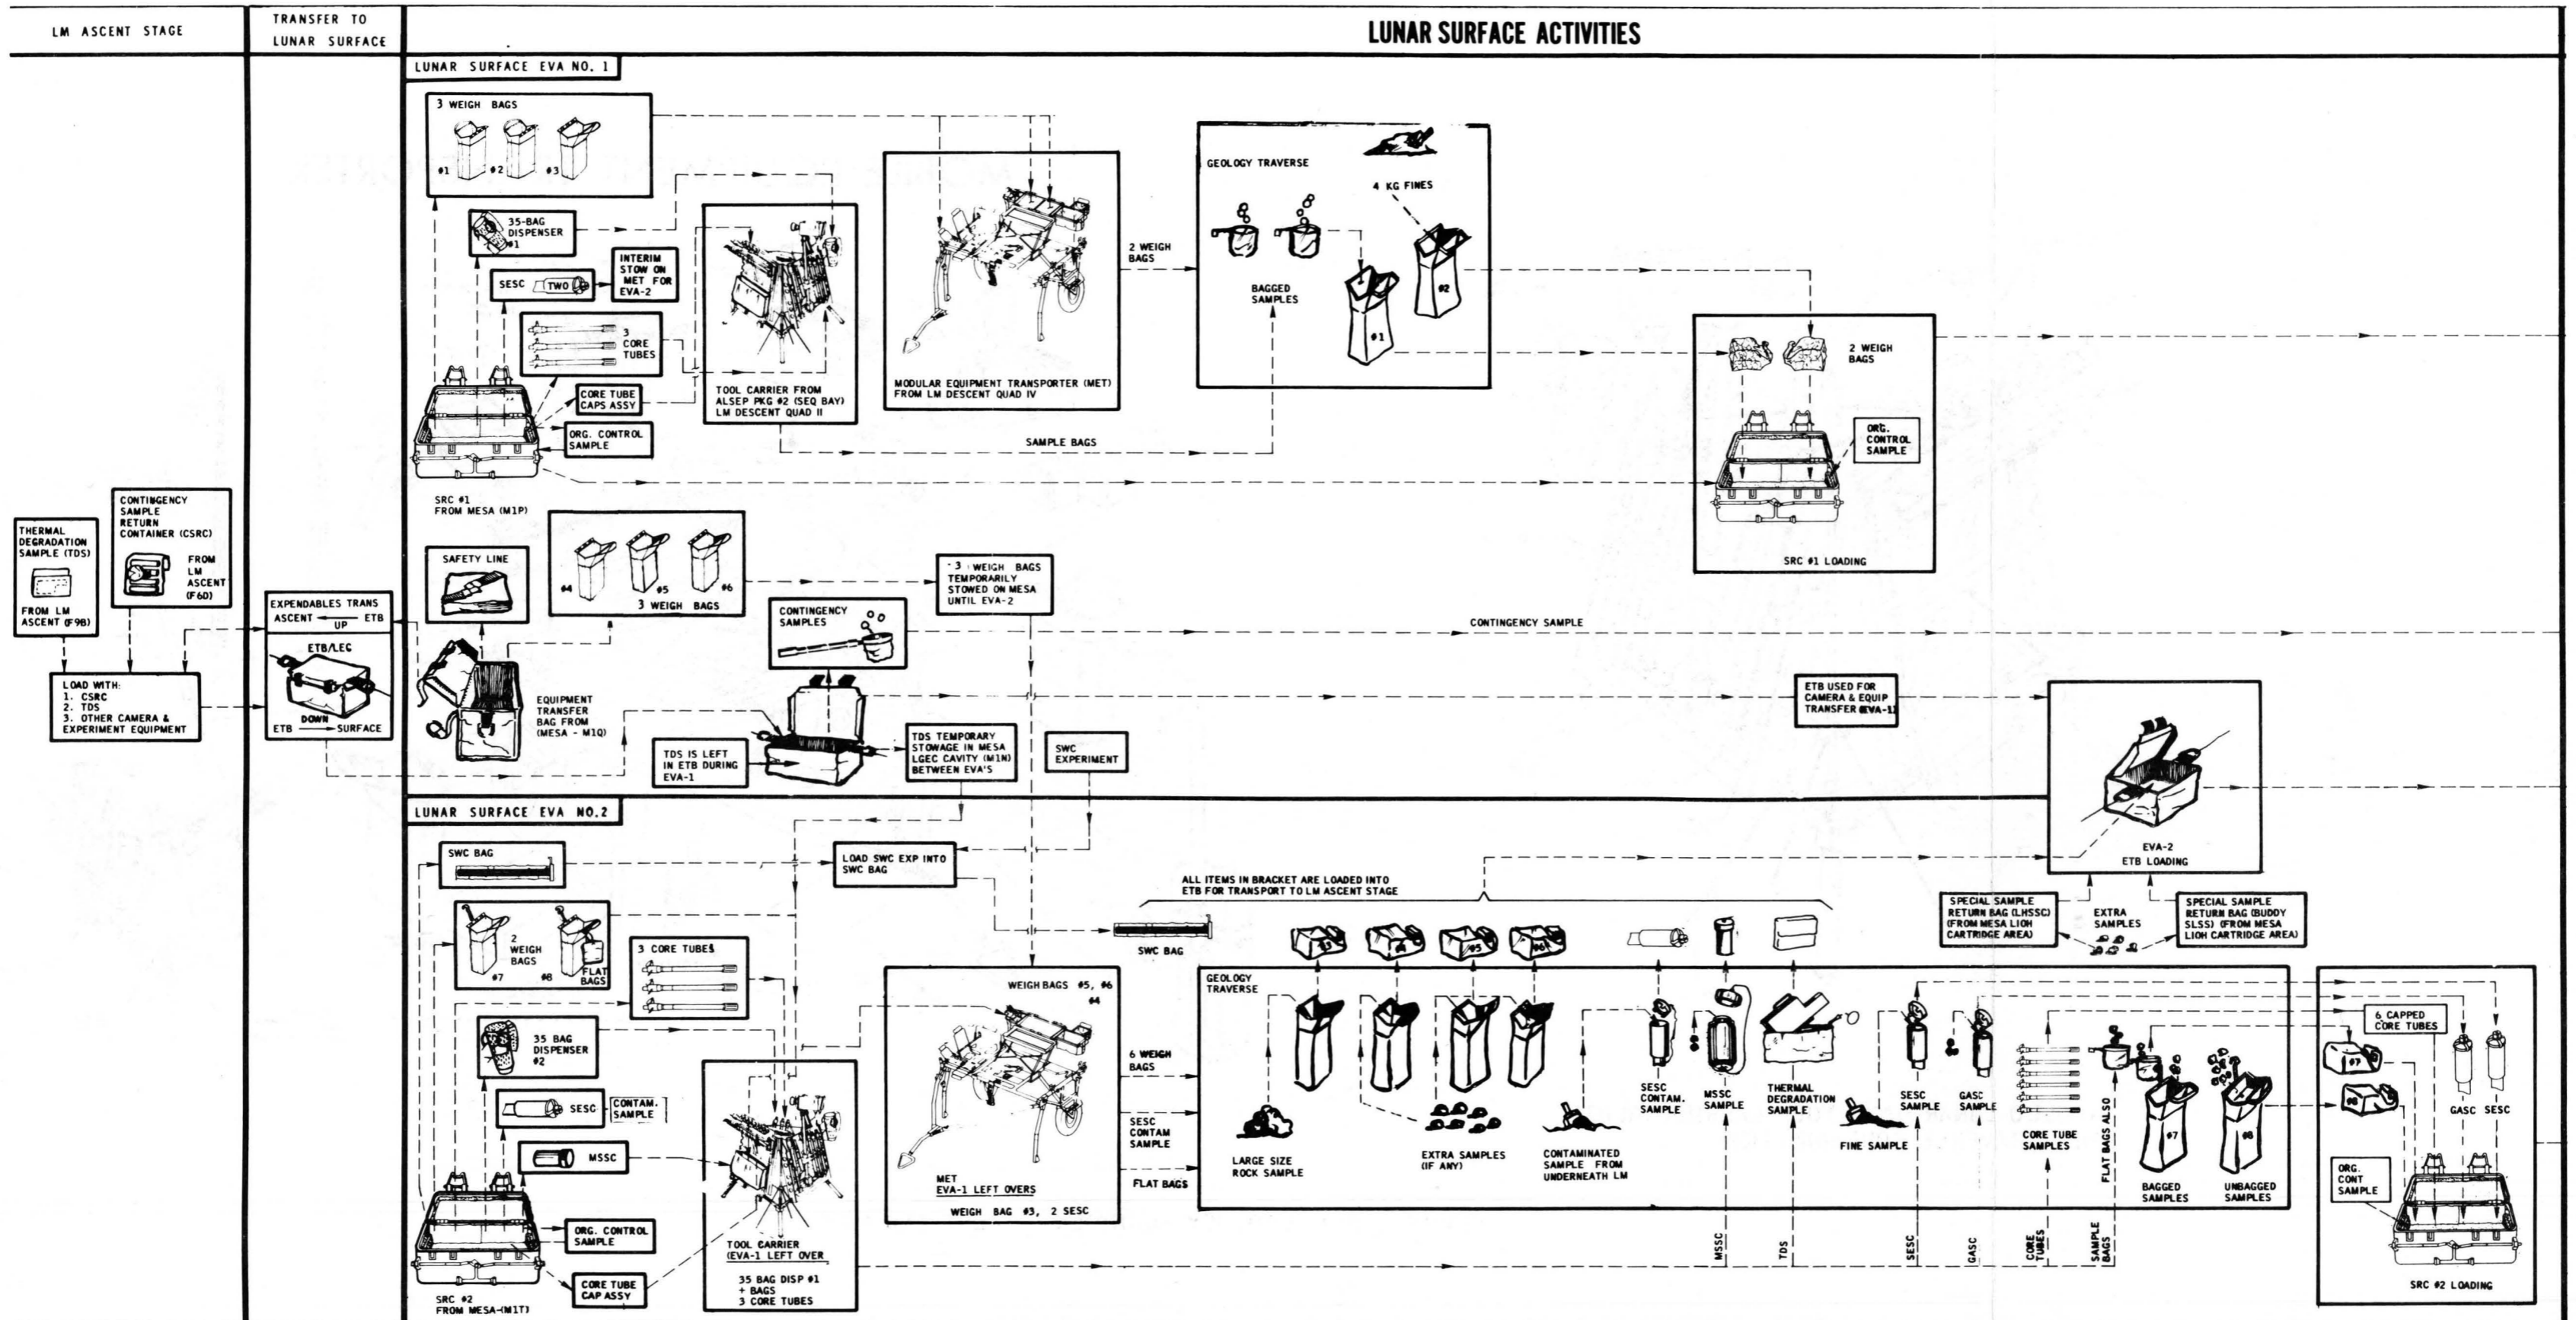 LM ASCENT STAGE
TRANSFER TO
LUNAR SURFACE
LUNAR SURFACE ACTIVITIES
LUNAR SURFACE EVA NO. 1
3 WEIGH BAGS
#1
#2
#3
35-BAG
DISPENSER
#1
SESC
TWO
INTERIM
STOW ON
MET FOR
EVA-2
3
CORE
TUBES
CORE TUBE
CAPS ASSY
ORG. CONTROL
SAMPLE
SRC #1
FROM MESA (M1P)
TOOL CARRIER FROM
ALSEP PKG #2 (SEQ BAY)
LM DESCENT QUAD II
MODULAR EQUIPMENT TRANSPORTER (MET)
FROM LM DESCENT QUAD IV
2 WEIGH
BAGS
GEOLOGY TRAVERSE
4 KG FINES
BAGGED
SAMPLES
#1
#2
SAMPLE BAGS
2 WEIGH
BAGS
ORG.
CONTROL
SAMPLE
SRC #1 LOADING
THERMAL
DEGRADATION
SAMPLE (TDS)
FROM LM
ASCENT (F9B)
CONTINGENCY
SAMPLE
RETURN
CONTAINER (CSRC)
FROM
LM
ASCENT
(F6D)
LOAD WITH:
1. CSRC
2. TDS
3. OTHER CAMERA &
EXPERIMENT EQUIPMENT
EXPENDABLES TRANS
ASCENT ETB
UP
ETB/LEC
DOWN
ETB SURFACE
SAFETY LINE
#4
#5
#6
3 WEIGH BAGS
EQUIPMENT
TRANSFER
BAG FROM
(MESA - M1Q)
CONTINGENCY
SAMPLES
3 WEIGH BAGS
TEMPORARILY
STOWED ON MESA
UNTIL EVA-2
CONTINGENCY SAMPLE
TDS IS LEFT
IN ETB DURING
EVA-1
TDS TEMPORARY
STOWAGE IN MESA
LGEC CAVITY (M1N)
BETWEEN EVA'S
SWC
EXPERIMENT
ETB USED FOR
CAMERA & EQUIP
TRANSFER (EVA-1)
EVA-2
ETB LOADING
LUNAR SURFACE EVA NO.2
SWC BAG
LOAD SWC EXP INTO
SWC BAG
2
WEIGH
BAGS
#7
#8
FLAT
BAGS
3 CORE TUBES
35 BAG
DISPENSER
#2
SESC
CONTAM.
SAMPLE
MSSC
ORG. CONTROL
SAMPLE
CORE TUBE
CAP ASSY
SRC #2
FROM MESA-(M1T)
TOOL CARRIER
(EVA-1 LEFT OVER
35 BAG DISP #1
+ BAGS
3 CORE TUBES
WEIGH BAGS #5, #6
#4
MET
EVA-1 LEFT OVERS
WEIGH BAG #3, 2 SESC
6 WEIGH
BAGS
SESC
CONTAM
SAMPLE
FLAT BAGS
ALL ITEMS IN BRACKET ARE LOADED INTO
ETB FOR TRANSPORT TO LM ASCENT STAGE
SWC BAG
#3
#4
#5
#6
SPECIAL SAMPLE
RETURN BAG (LHSSC)
(FROM MESA LIOH
CARTRIDGE AREA)
EXTRA
SAMPLES
SPECIAL SAMPLE
RETURN BAG (BUDDY
SLSS) (FROM MESA
LIOH CARTRIDGE AREA)
GEOLOGY
TRAVERSE
LARGE SIZE
ROCK SAMPLE
EXTRA SAMPLES
(IF ANY)
CONTAMINATED
SAMPLE FROM
UNDERNEATH LM
SESC
CONTAM.
SAMPLE
MSSC
SAMPLE
THERMAL
DEGRADATION
SAMPLE
FINE SAMPLE
SESC
SAMPLE
GASC
SAMPLE
CORE TUBE
SAMPLES
FLAT BAGS ALSO
#7
BAGGED
SAMPLES
#8
UNBAGGED
SAMPLES
MSSC
TDS
SESC
GASC
CORE
TUBES
SAMPLE
BAGS
6 CAPPED
CORE TUBES
#7
#8
GASC
SESC
ORG.
CONT
SAMPLE
SRC #2 LOADING